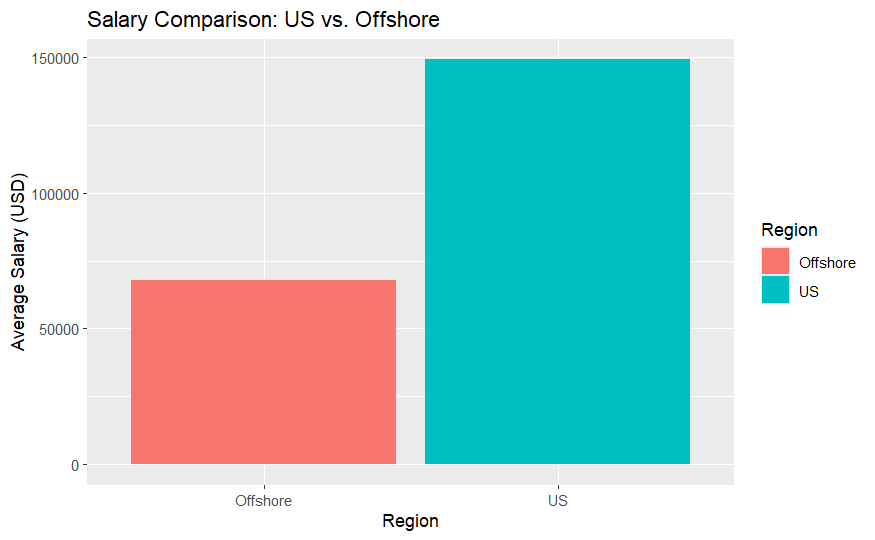 Salary Comparison: US vs. Offshore
Average Salary (USD)
150000
100000
50000
0
Offshore
US
Region
Region
Offshore
US